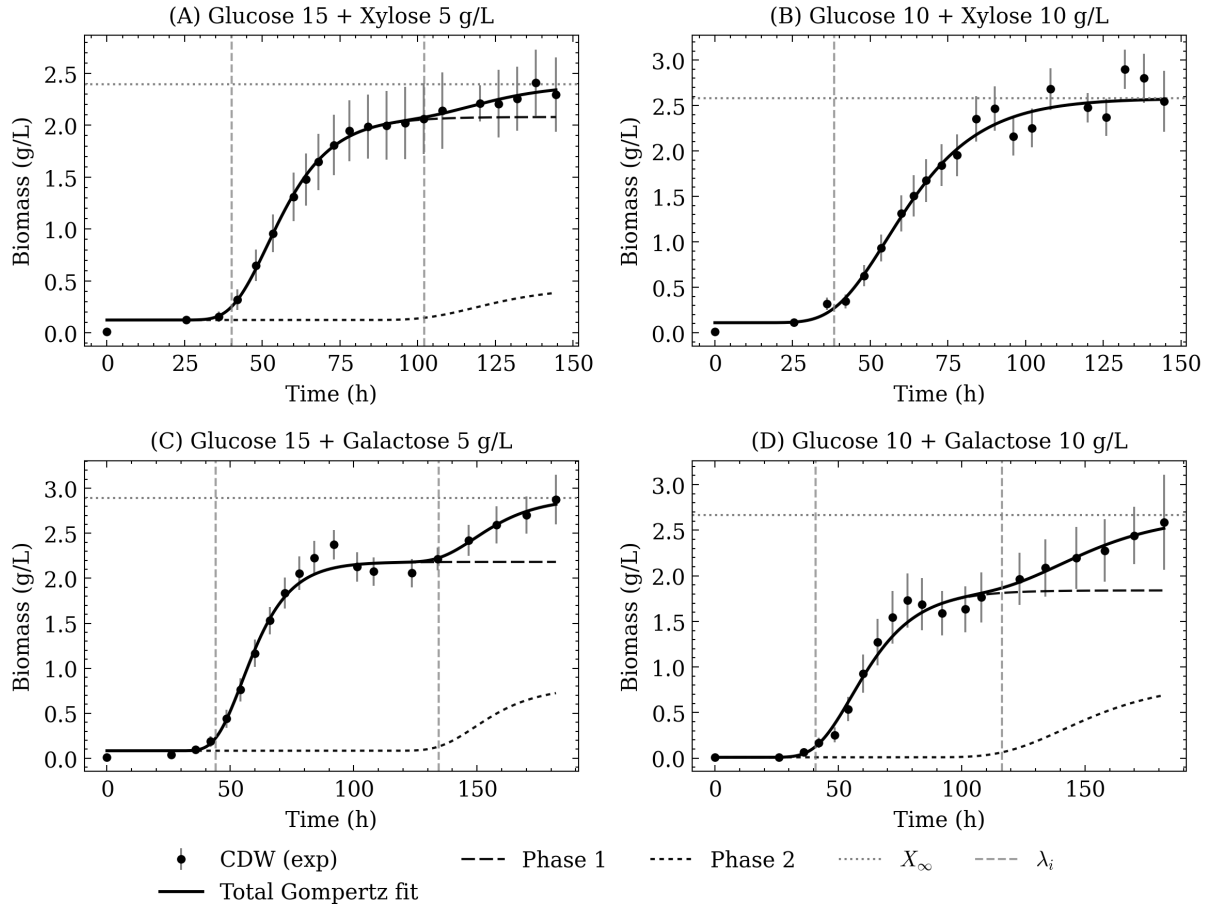 (A) Glucose 15 + Xylose 5 g/L
(B) Glucose 10 + Xylose 10 g/L
Biomass (g/L)
2.5
2.0
1.5
1.0
0.5
0.0
0 25 50 75 100 125 150
Time (h)
Biomass (g/L)
3.0
2.5
2.0
1.5
1.0
0.5
0.0
0 25 50 75 100 125 150
Time (h)
(C) Glucose 15 + Galactose 5 g/L
(D) Glucose 10 + Galactose 10 g/L
Biomass (g/L)
3.0
2.5
2.0
1.5
1.0
0.5
0.0
0 50 100 150
Time (h)
Biomass (g/L)
3.0
2.5
2.0
1.5
1.0
0.5
0.0
0 50 100 150
Time (h)
CDW (exp) Phase 1 Phase 2 X∞ λi
Total Gompertz fit